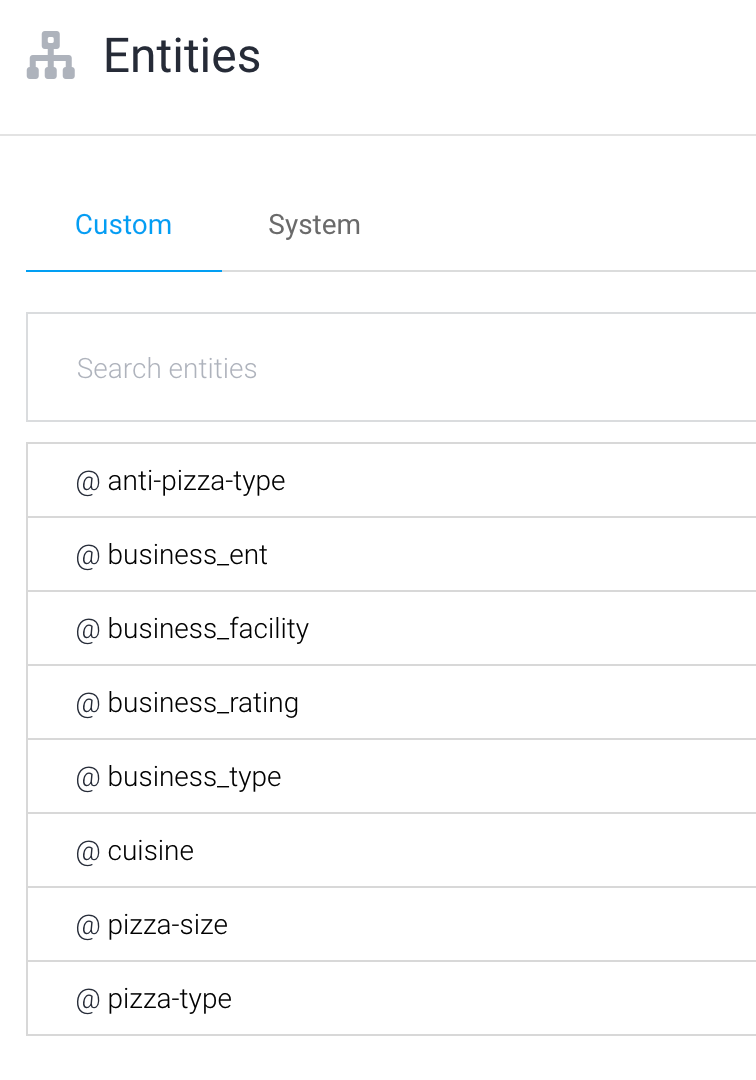 Entities
Custom System
Search entities
@ anti-pizza-type
@ business_ent
@ business_facility
@ business_rating
@ business_type
@ cuisine
@ pizza-size
@ pizza-type